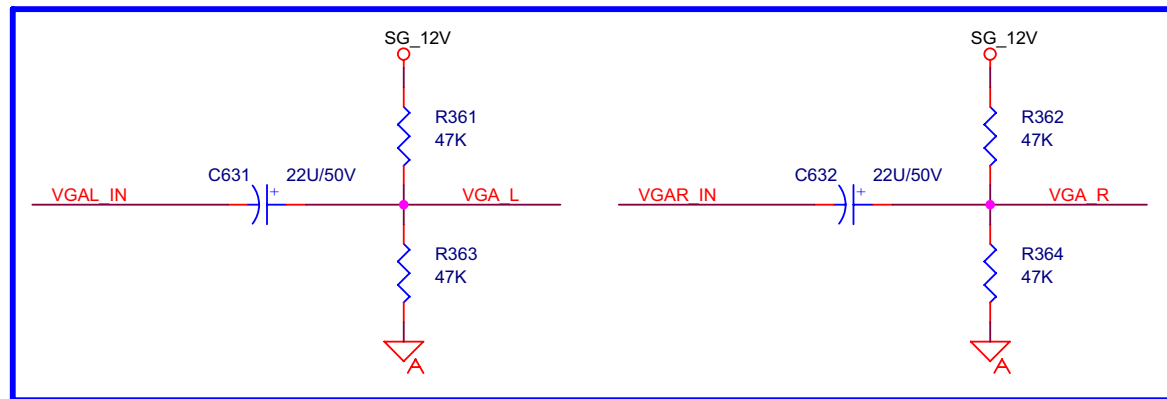 SG_12V
R361
47K
C631
22U/50V
+
VGAL_IN
VGA_L
R363
47K
A
SG_12V
R362
47K
C632
22U/50V
+
VGAR_IN
VGA_R
R364
47K
A